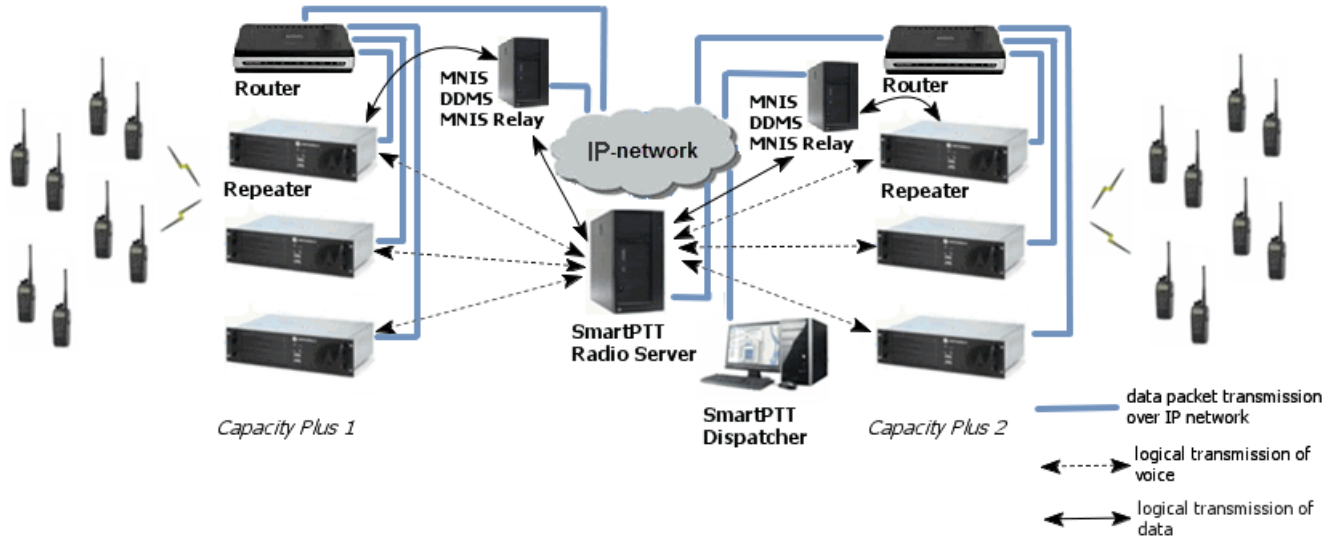 Router
MNIS
DDMS
MNIS Relay
Repeater
IP-network
MNIS
DDMS
MNIS Relay
Router
Repeater
SmartPTT
Radio Server
SmartPTT
Dispatcher
Capacity Plus 1
Capacity Plus 2
data packet transmission
over IP network
logical transmission of
voice
logical transmission of
data